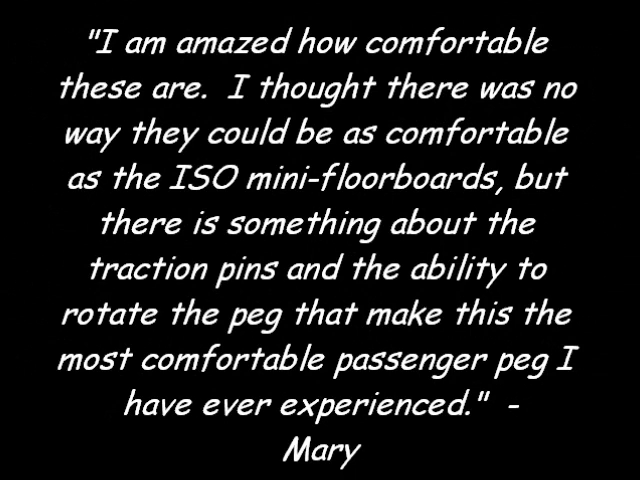 "I am amazed how comfortable
these are.  I thought there was no
way they could be as comfortable
as the ISO mini-floorboards, but
there is something about the
traction pins and the ability to
rotate the peg that make this the
most comfortable passenger peg I
have ever experienced."  -
Mary